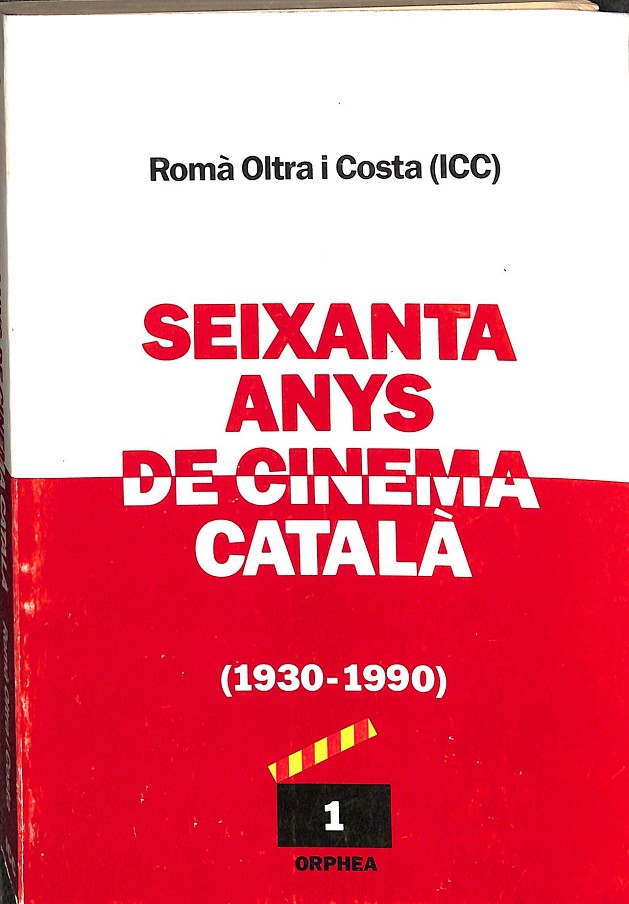 Romà Oltra i Costa (ICC)
SEIXANTA
ANYS
DE CINEMA
CATALÀ
(1930-1990)
1
ORPHEA